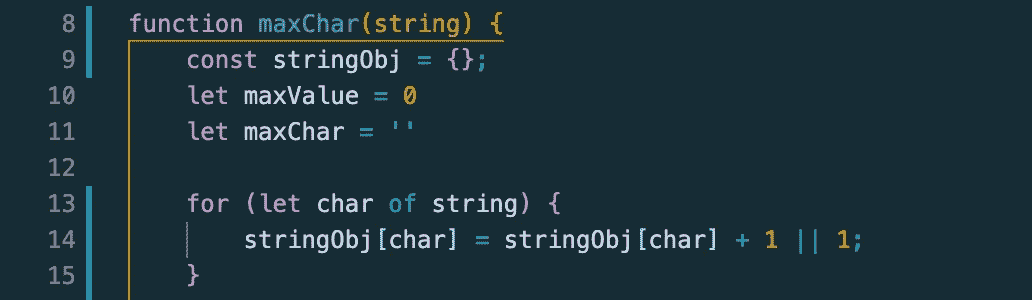 8 function maxChar(string) {
9 const stringObj = {};
10 let maxValue = 0
11 let maxChar = ''
12
13 for (let char of string) {
14 stringObj[char] = stringObj[char] + 1 || 1;
15 }